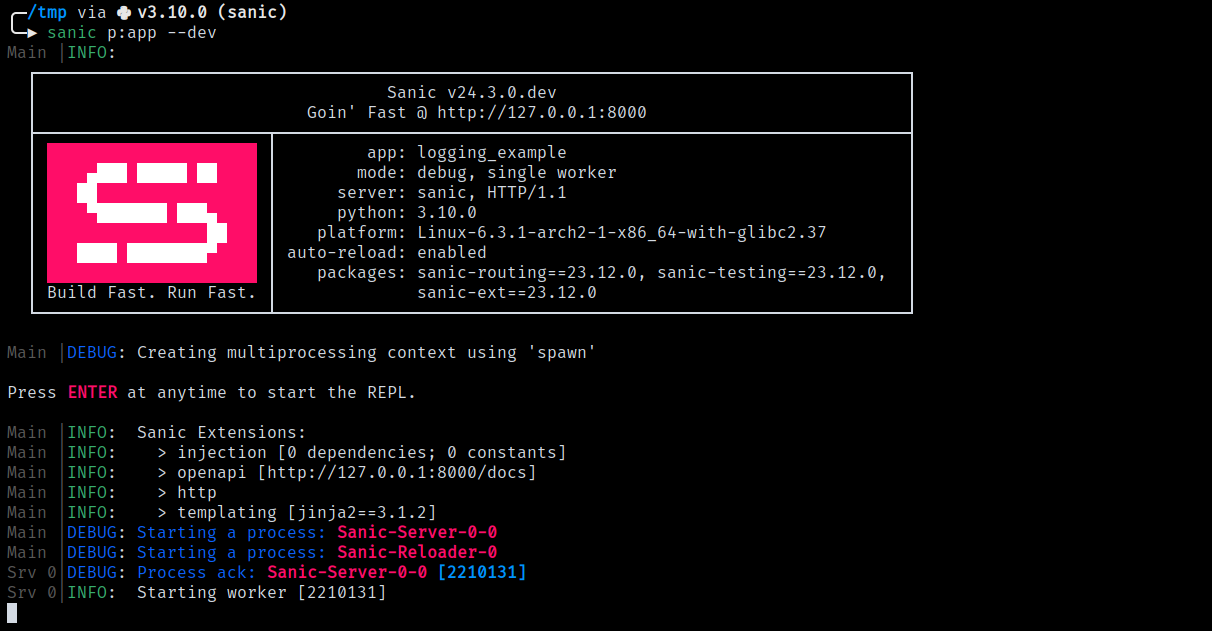 /tmp via v3.10.0 (sanic)
sanic p:app --dev
Main |INFO:
Sanic v24.3.0.dev
Goin' Fast @ http://127.0.0.1:8000
app: logging_example
mode: debug, single worker
server: sanic, HTTP/1.1
python: 3.10.0
platform: Linux-6.3.1-arch2-1-x86_64-with-glibc2.37
auto-reload: enabled
packages: sanic-routing==23.12.0, sanic-testing==23.12.0,
sanic-ext==23.12.0
Build Fast. Run Fast.
Main |DEBUG: Creating multiprocessing context using 'spawn'
Press ENTER at anytime to start the REPL.
Main |INFO: Sanic Extensions:
Main |INFO: > injection [0 dependencies; 0 constants]
Main |INFO: > openapi [http://127.0.0.1:8000/docs]
Main |INFO: > http
Main |INFO: > templating [jinja2==3.1.2]
Main |DEBUG: Starting a process: Sanic-Server-0-0
Main |DEBUG: Starting a process: Sanic-Reloader-0
Srv 0|DEBUG: Process ack: Sanic-Server-0-0 [2210131]
Srv 0|INFO: Starting worker [2210131]